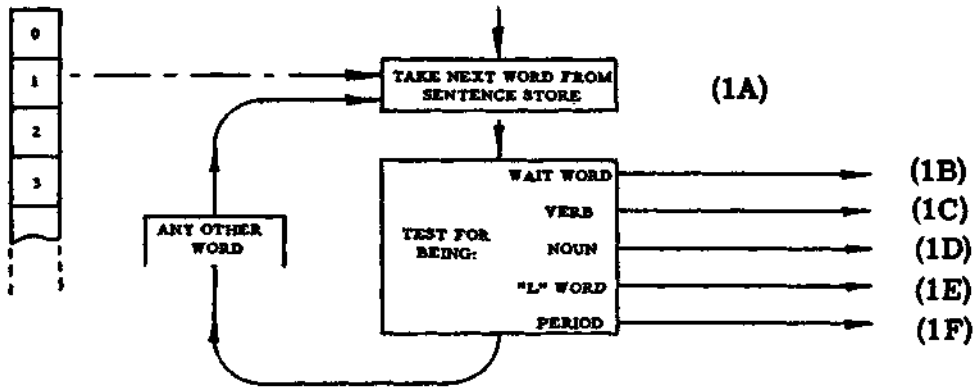 0
1
2
3
TAKE NEXT WORD FROM
SENTENCE STORE
(1A)
ANY OTHER
WORD
TEST FOR
BEING:
WAIT WORD
VERB
NOUN
"L" WORD
PERIOD
(1B)
(1C)
(1D)
(1E)
(1F)